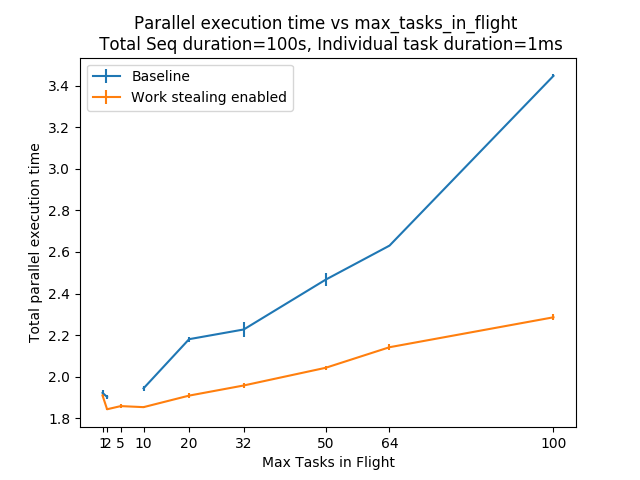 Parallel execution time vs max_tasks_in_flight
Total Seq duration=100s, Individual task duration=1ms
Baseline
Work stealing enabled
3.4
3.2
3.0
2.8
2.6
2.4
2.2
2.0
1.8
Total parallel execution time
1 2 5 10 20 32 50 64 100
Max Tasks in Flight